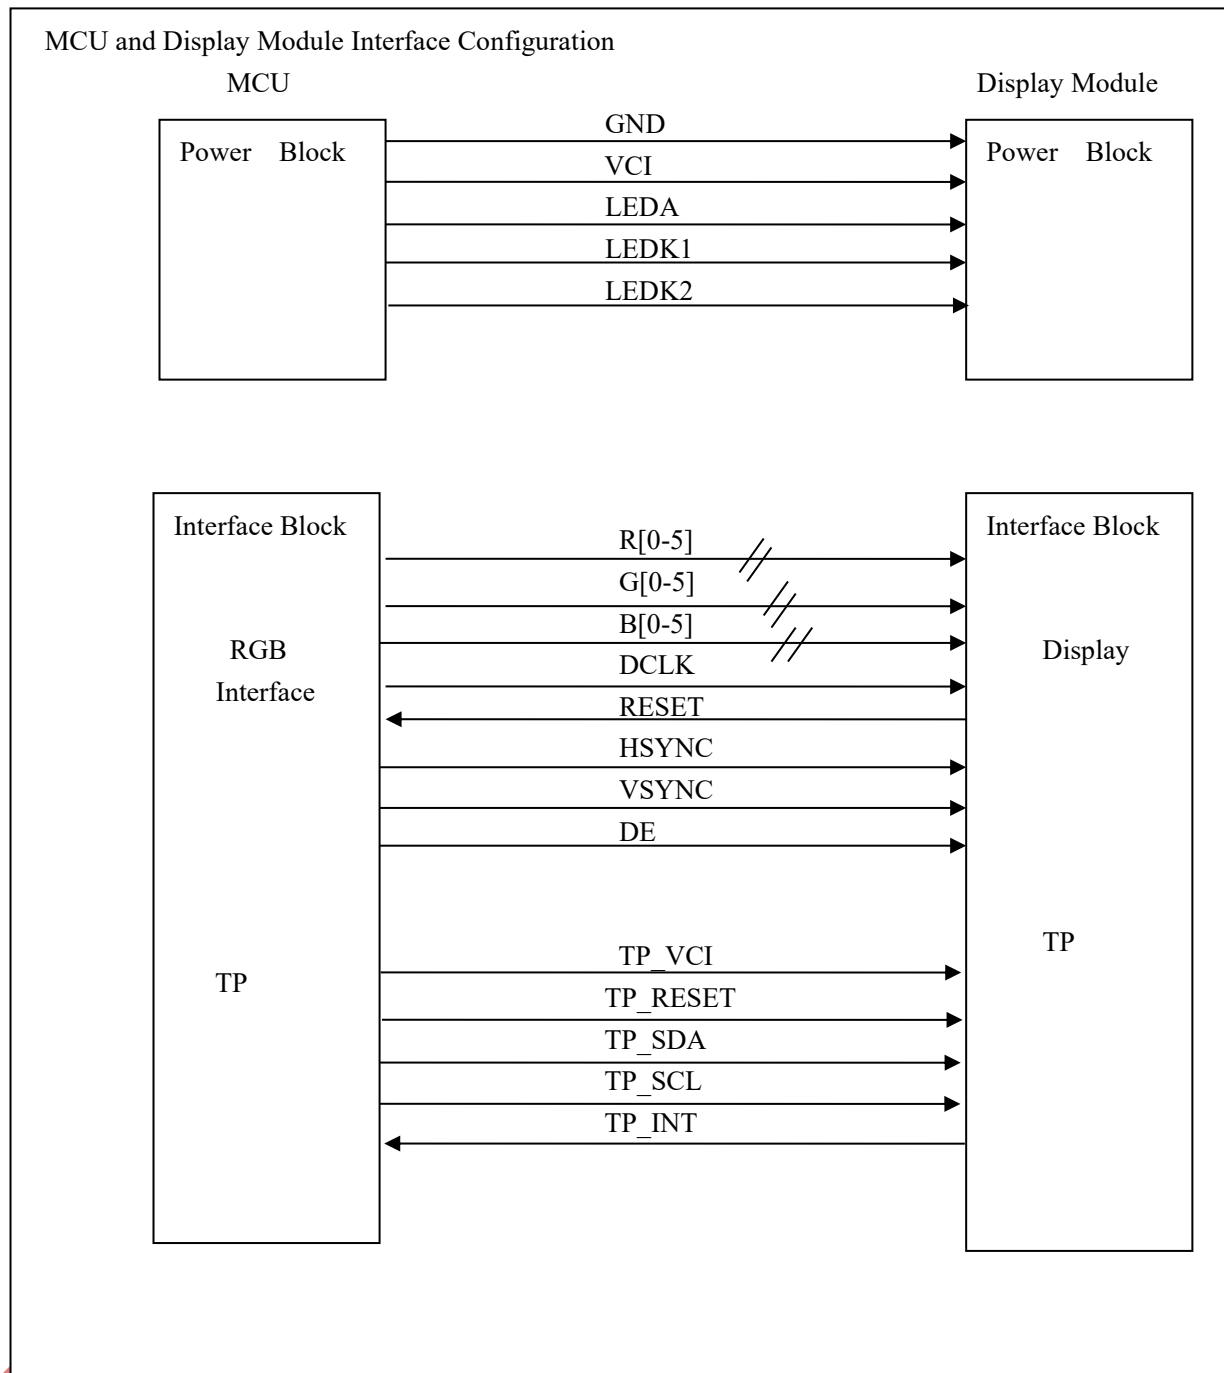 MCU and Display Module Interface Configuration
MCU
Display Module
Power Block
GND
VCI
LEDA
LEDK1
LEDK2
Power Block
Interface Block
RGB
Interface
TP
R[0-5]
G[0-5]
B[0-5]
DCLK
RESET
HSYNC
VSYNC
DE
TP_VCI
TP_RESET
TP_SDA
TP_SCL
TP_INT
Interface Block
Display
TP